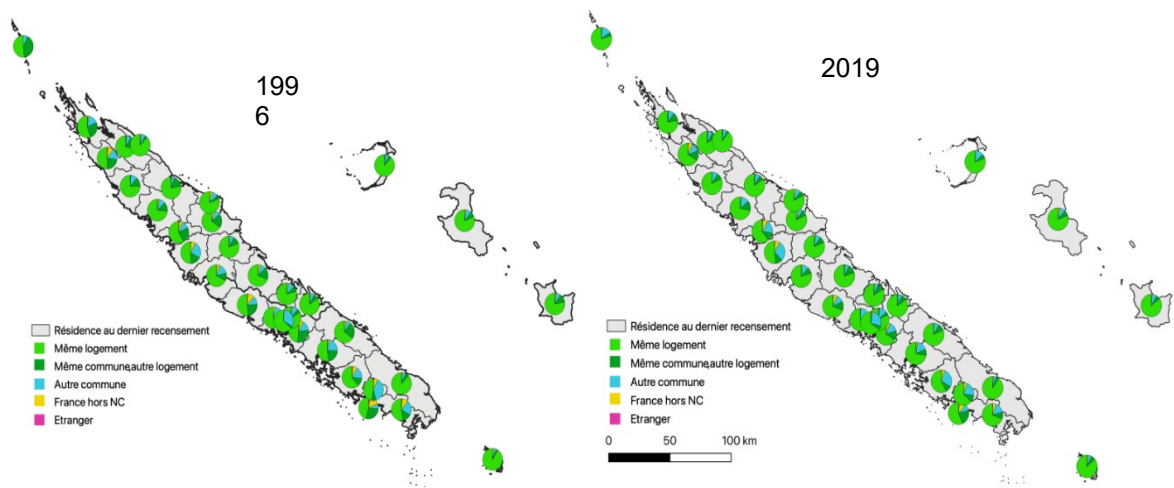 199
6
Résidence au dernier recensement
Même logement
Même commune,autre logement
Autre commune
France hors NC
Etranger
2019
Résidence au dernier recensement
Même logement
Même commune,autre logement
Autre commune
France hors NC
Etranger
0 50 100 km